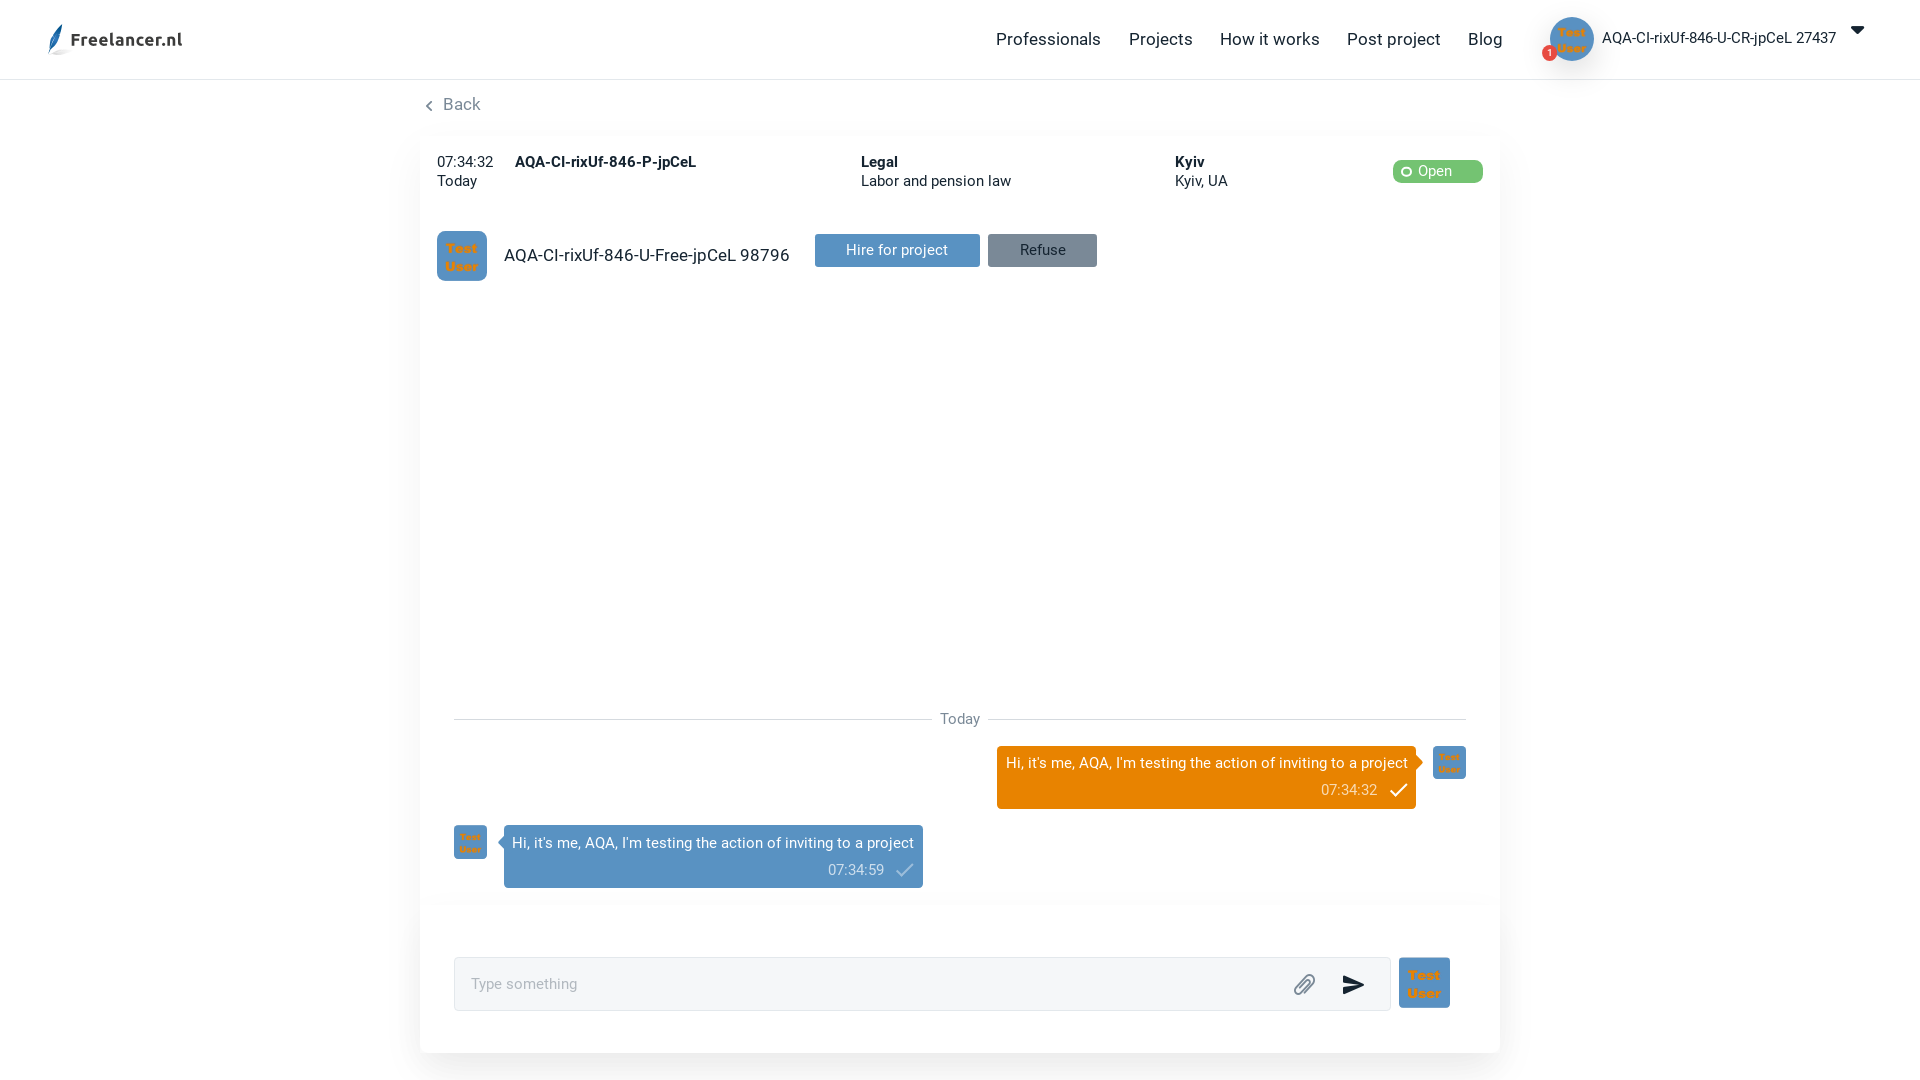 Freelancer.nl
Professionals
Projects
How it works
Post project
Blog
Test
User
1
AQA-CI-rixUf-846-U-CR-jpCeL 27437
Back
07:34:32
Today
AQA-CI-rixUf-846-P-jpCeL
Legal
Labor and pension law
Kyiv
Kyiv, UA
Open
Test
User
AQA-CI-rixUf-846-U-Free-jpCeL 98796
Hire for project
Refuse
Today
Hi, it's me, AQA, I'm testing the action of inviting to a project
07:34:32
Test
User
Test
User
Hi, it's me, AQA, I'm testing the action of inviting to a project
07:34:59
Type something
Test
User